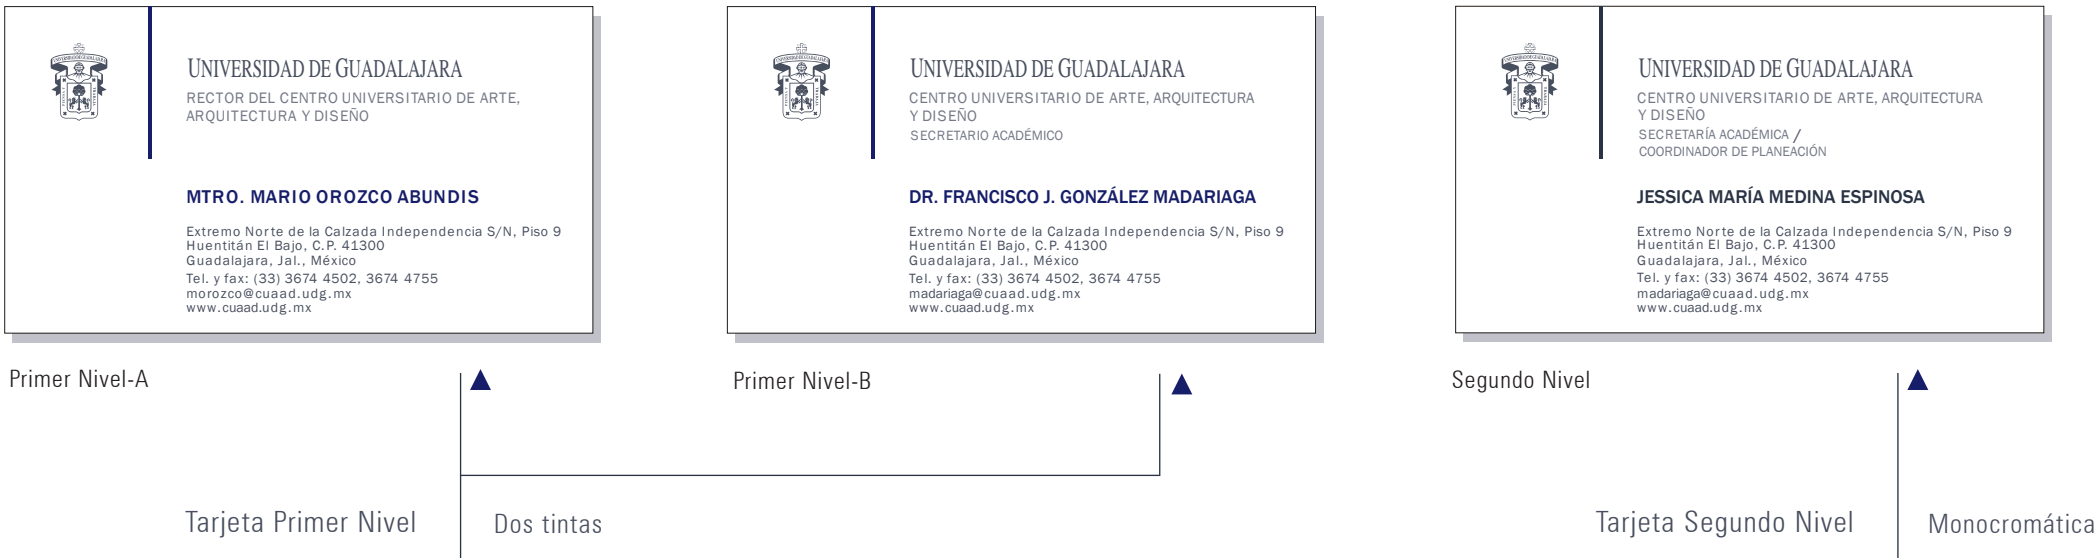 UNIVERSIDAD DE GUADALAJARA
RECTOR DEL CENTRO UNIVERSITARIO DE ARTE,
ARQUITECTURA Y DISEÑO
MTRO. MARIO OROZCO ABUNDIS
Extremo Norte de la Calzada Independencia S/N, Piso 9
Huentitán El Bajo, C.P. 41300
Guadalajara, Jal., México
Tel. y fax: (33) 3674 4502, 3674 4755
morozco@cuaad.udg.mx
www.cuaad.udg.mx
Primer Nivel-A
UNIVERSIDAD DE GUADALAJARA
CENTRO UNIVERSITARIO DE ARTE, ARQUITECTURA
Y DISEÑO
SECRETARIO ACADÉMICO
DR. FRANCISCO J. GONZÁLEZ MADARIAGA
Extremo Norte de la Calzada Independencia S/N, Piso 9
Huentitán El Bajo, C.P. 41300
Guadalajara, Jal., México
Tel. y fax: (33) 3674 4502, 3674 4755
madariaga@cuaad.udg.mx
www.cuaad.udg.mx
Primer Nivel-B
UNIVERSIDAD DE GUADALAJARA
CENTRO UNIVERSITARIO DE ARTE, ARQUITECTURA
Y DISEÑO
SECRETARÍA ACADÉMICA /
COORDINADOR DE PLANEACIÓN
JESSICA MARÍA MEDINA ESPINOSA
Extremo Norte de la Calzada Independencia S/N, Piso 9
Huentitán El Bajo, C.P. 41300
Guadalajara, Jal., México
Tel. y fax: (33) 3674 4502, 3674 4755
madariaga@cuaad.udg.mx
www.cuaad.udg.mx
Segundo Nivel
Tarjeta Primer Nivel
Dos tintas
Tarjeta Segundo Nivel
Monocromática